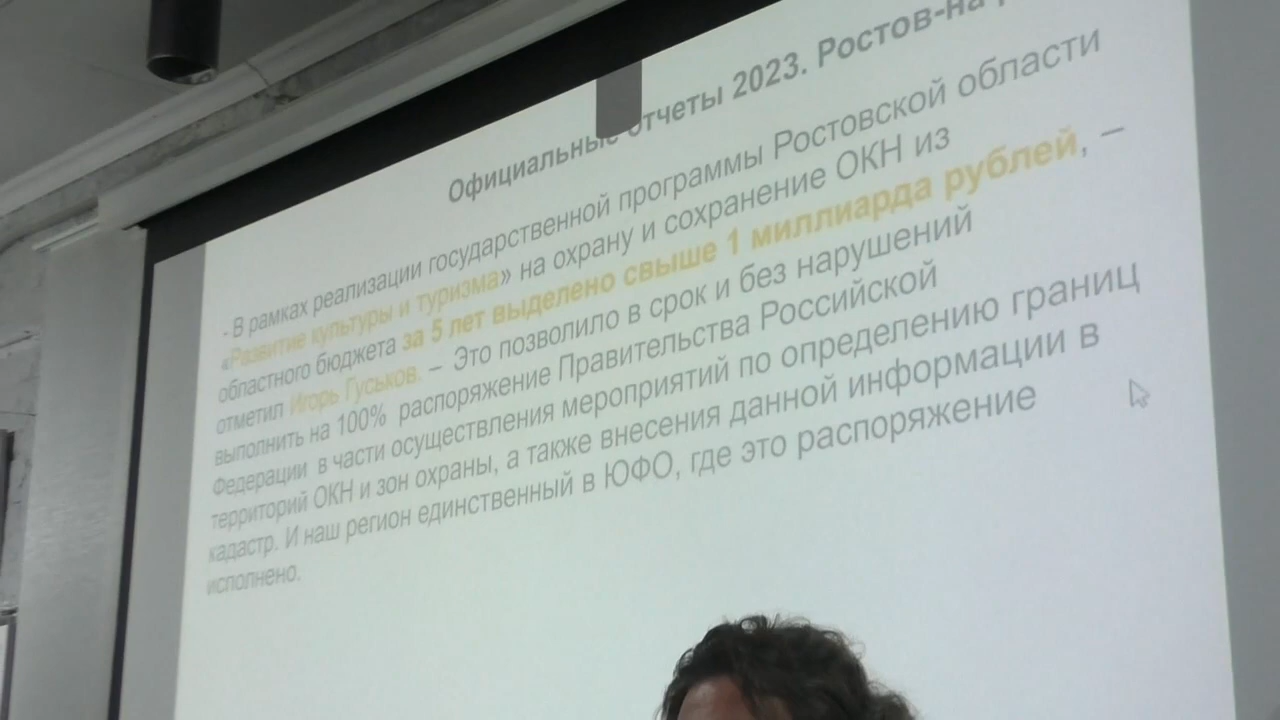 Официальные отчеты 2023. Ростов-на
- В рамках реализации государственной программы Ростовской области
«Развитие культуры и туризма» на охрану и сохранение ОКН из
областного бюджета за 5 лет выделено свыше 1 миллиарда рублей, –
отметил Игорь Гуськов. – Это позволило в срок и без нарушений
выполнить на 100% распоряжение Правительства Российской
Федерации в части осуществления мероприятий по определению границ
территорий ОКН и зон охраны, а также внесения данной информации в
кадастр. И наш регион единственный в ЮФО, где это распоряжение
исполнено.